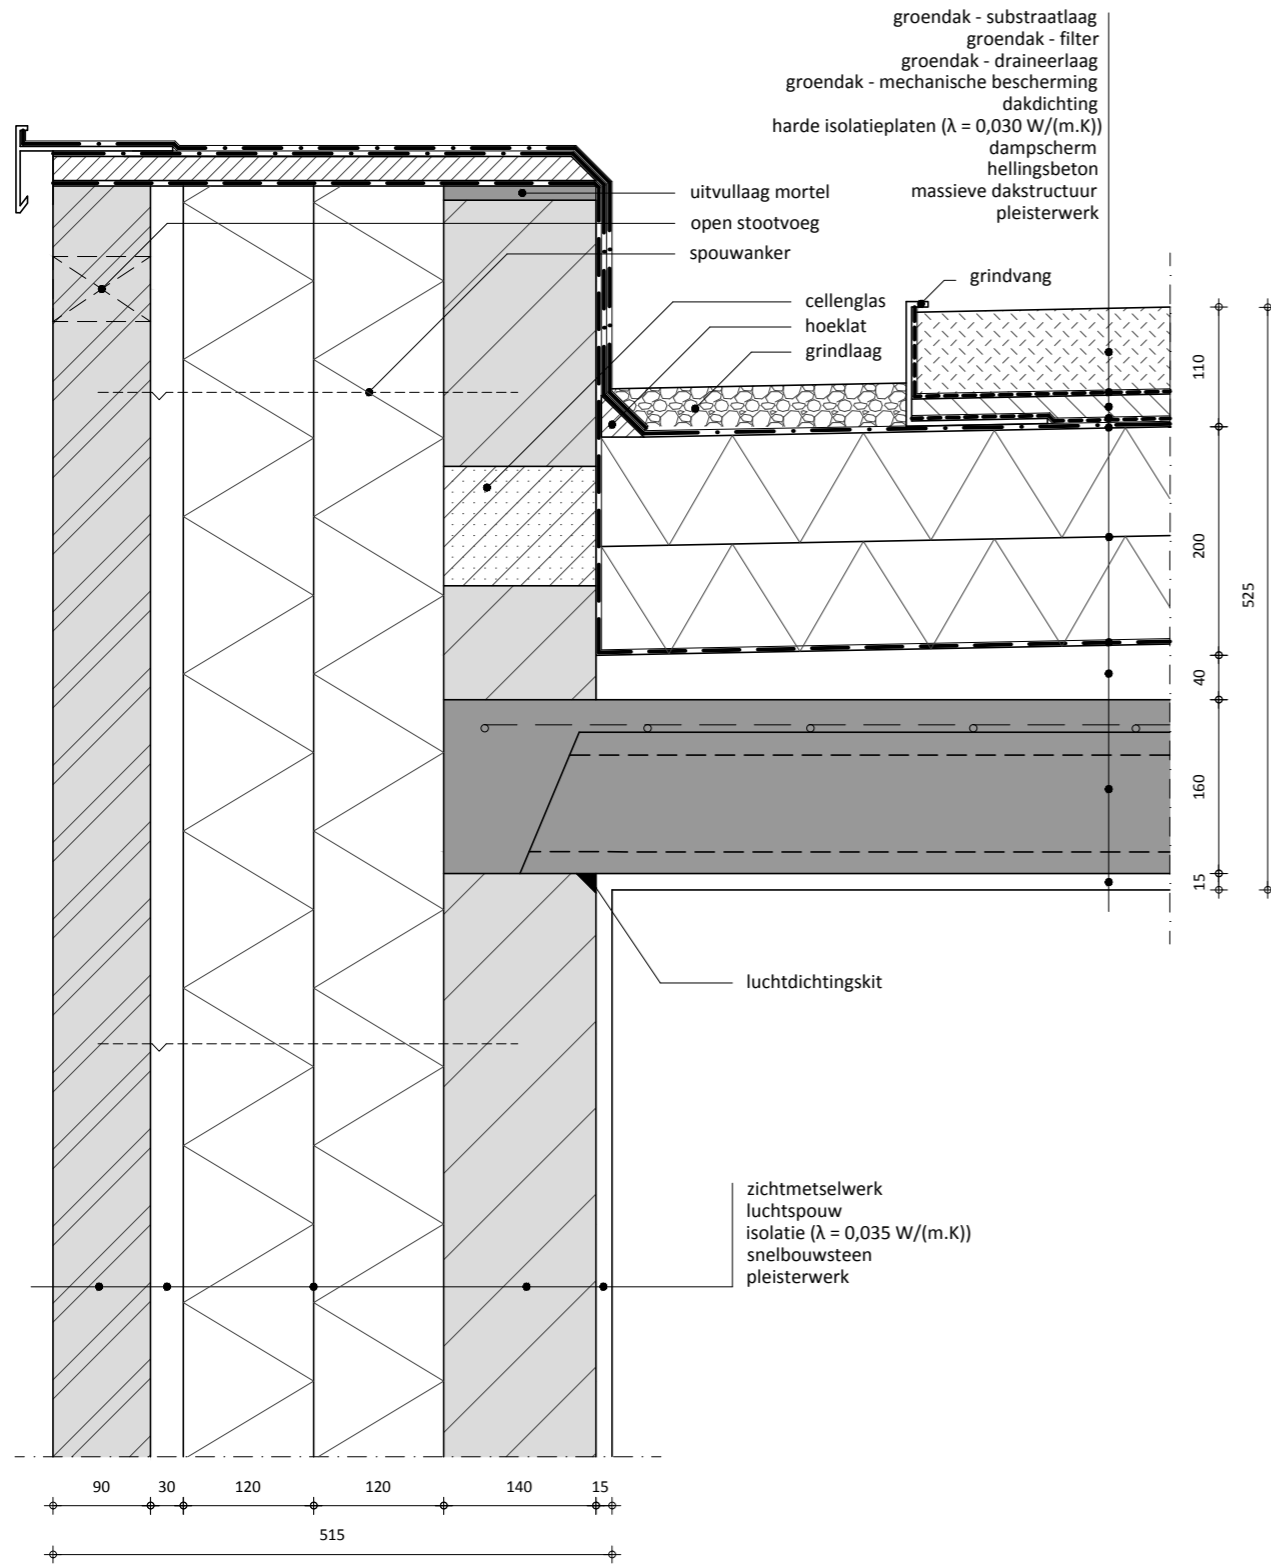 groendak - substraatlaag
groendak - filter
groendak - draineerlaag
groendak - mechanische bescherming
dakdichting
harde isolatieplaten (λ = 0,030 W/(m.K))
dampscherm
hellingsbeton
massieve dakstructuur
pleisterwerk
uitvullaag mortel
open stootvoeg
spouwanker
grindvang
cellenglas
hoeklat
grindlaag
110
200
525
40
160
15
luchtdichtingskit
zichtmetselwerk
luchtspouw
isolatie (λ = 0,035 W/(m.K))
snelbouwsteen
pleisterwerk
90 30 120 120 140 15
515